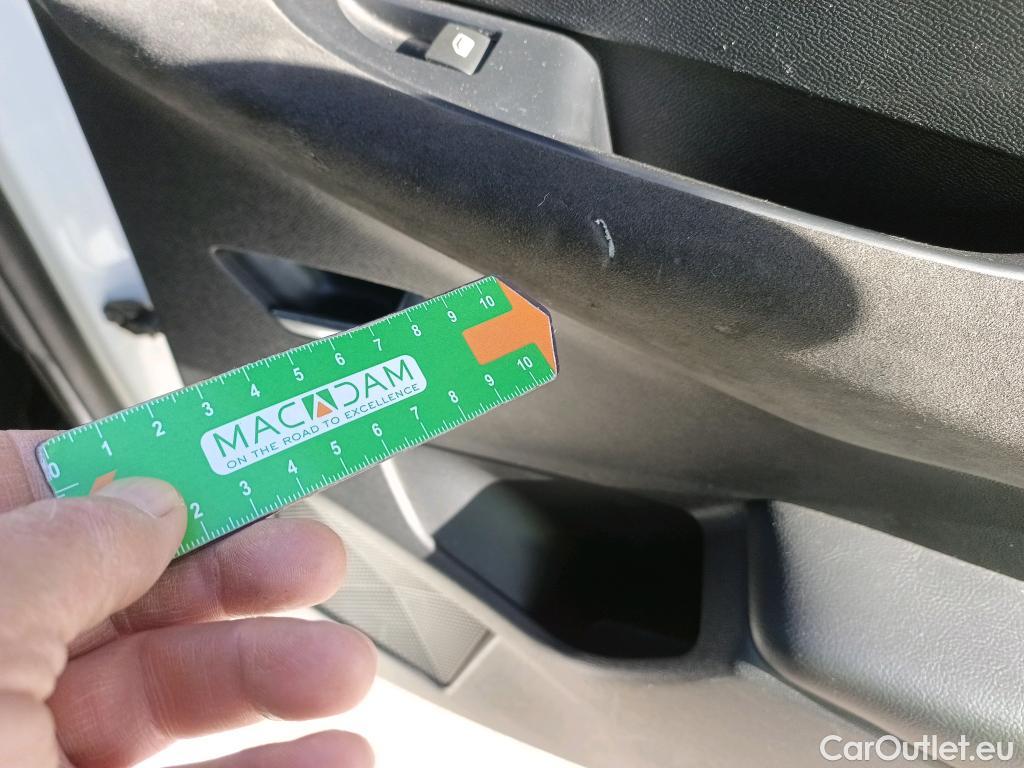 0 1 2 3 4 5 6 7 8 9 10
MACADAM
ON THE ROAD TO EXCELLENCE
2 3 4 5 6 7 8 9 10
CarOutlet.eu